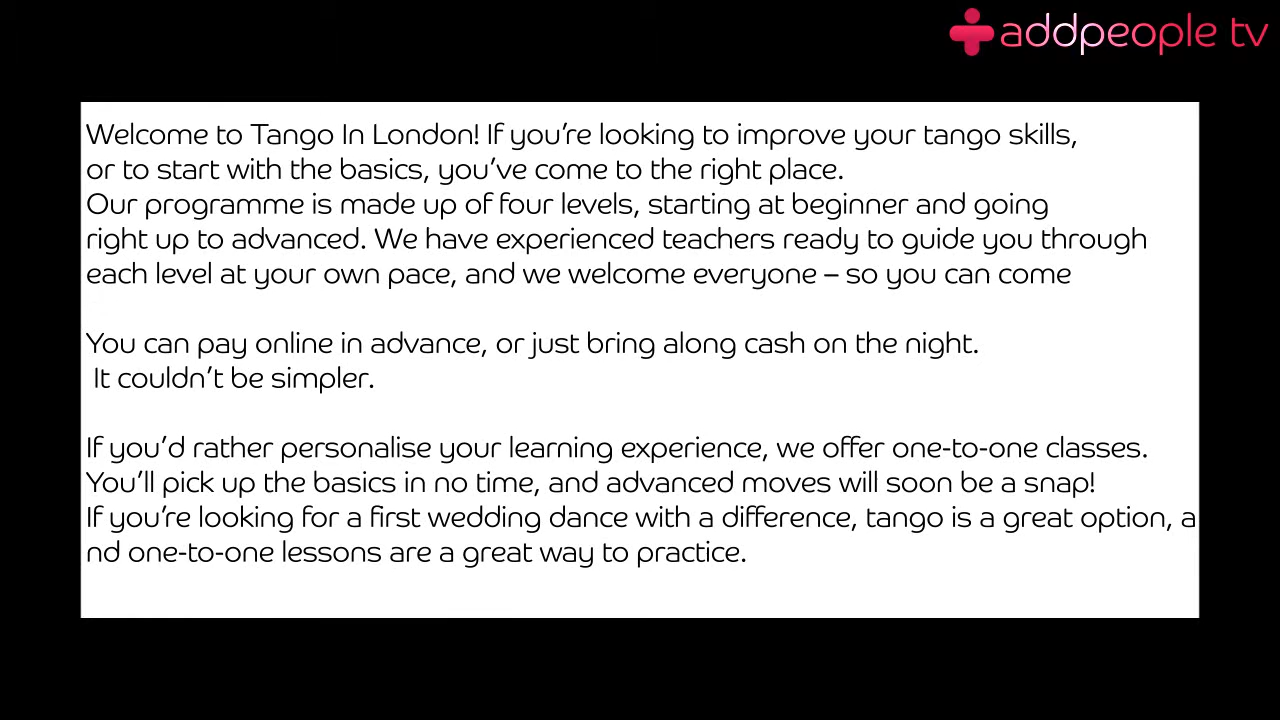 addpeople tv
Welcome to Tango In London! If you're looking to improve your tango skills,
or to start with the basics, you've come to the right place.
Our programme is made up of four levels, starting at beginner and going
right up to advanced. We have experienced teachers ready to guide you through
each level at your own pace, and we welcome everyone – so you can come
You can pay online in advance, or just bring along cash on the night.
It couldn't be simpler.
If you'd rather personalise your learning experience, we offer one-to-one classes.
You'll pick up the basics in no time, and advanced moves will soon be a snap!
If you're looking for a first wedding dance with a difference, tango is a great option, a
nd one-to-one lessons are a great way to practice.